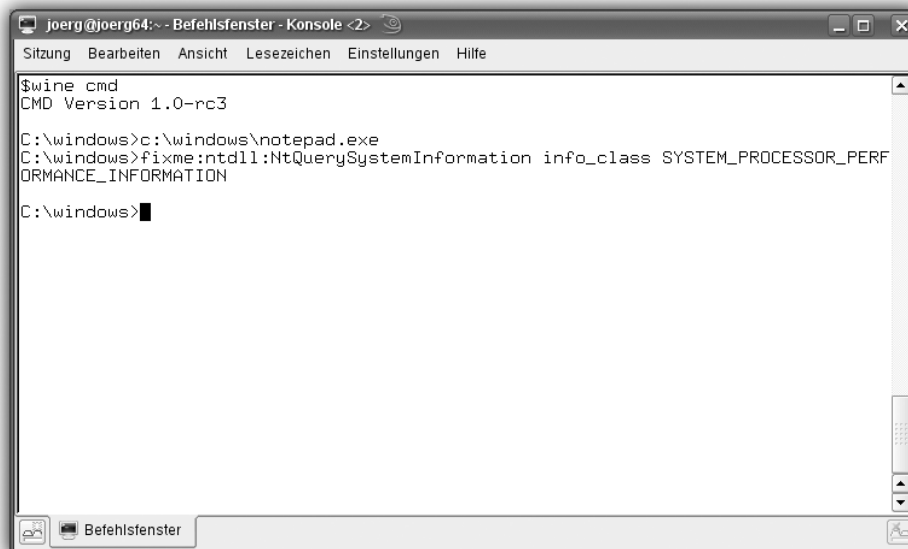 joerg@joerg64:~ - Befehlsfenster - Konsole <2>
Sitzung Bearbeiten Ansicht Lesezeichen Einstellungen Hilfe
$wine cmd
CMD Version 1.0-rc3
C:\windows>c:\windows\notepad.exe
C:\windows>fixme:ntdll:NtQuerySystemInformation info_class SYSTEM_PROCESSOR_PERF
ORMANCE_INFORMATION
C:\windows>
Befehlsfenster